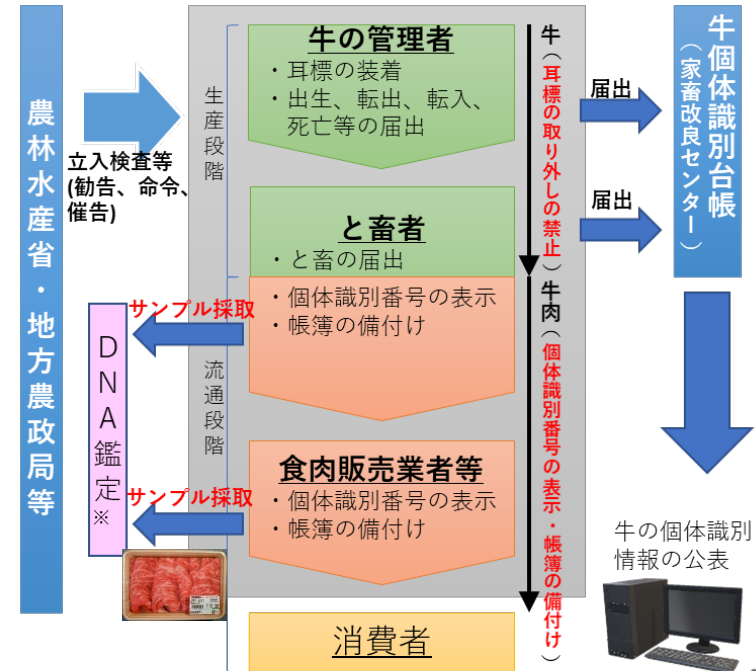 農林水産省・地方農政局等
立入検査等
(勧告、命令、
催告)
生産段階
牛の管理者
・耳標の装着
・出生、転出、転入、
死亡等の届出
と畜者
・と畜の届出
・個体識別番号の表示
・帳簿の備付け
流通段階
食肉販売業者等
・個体識別番号の表示
・帳簿の備付け
消費者
牛（耳標の取り外しの禁止）
牛肉（個体識別番号の表示・帳簿の備付け）
届出
届出
牛個体識別台帳
（家畜改良センター）
サンプル採取
サンプル採取
DNA鑑定※
牛の個体識別
情報の公表